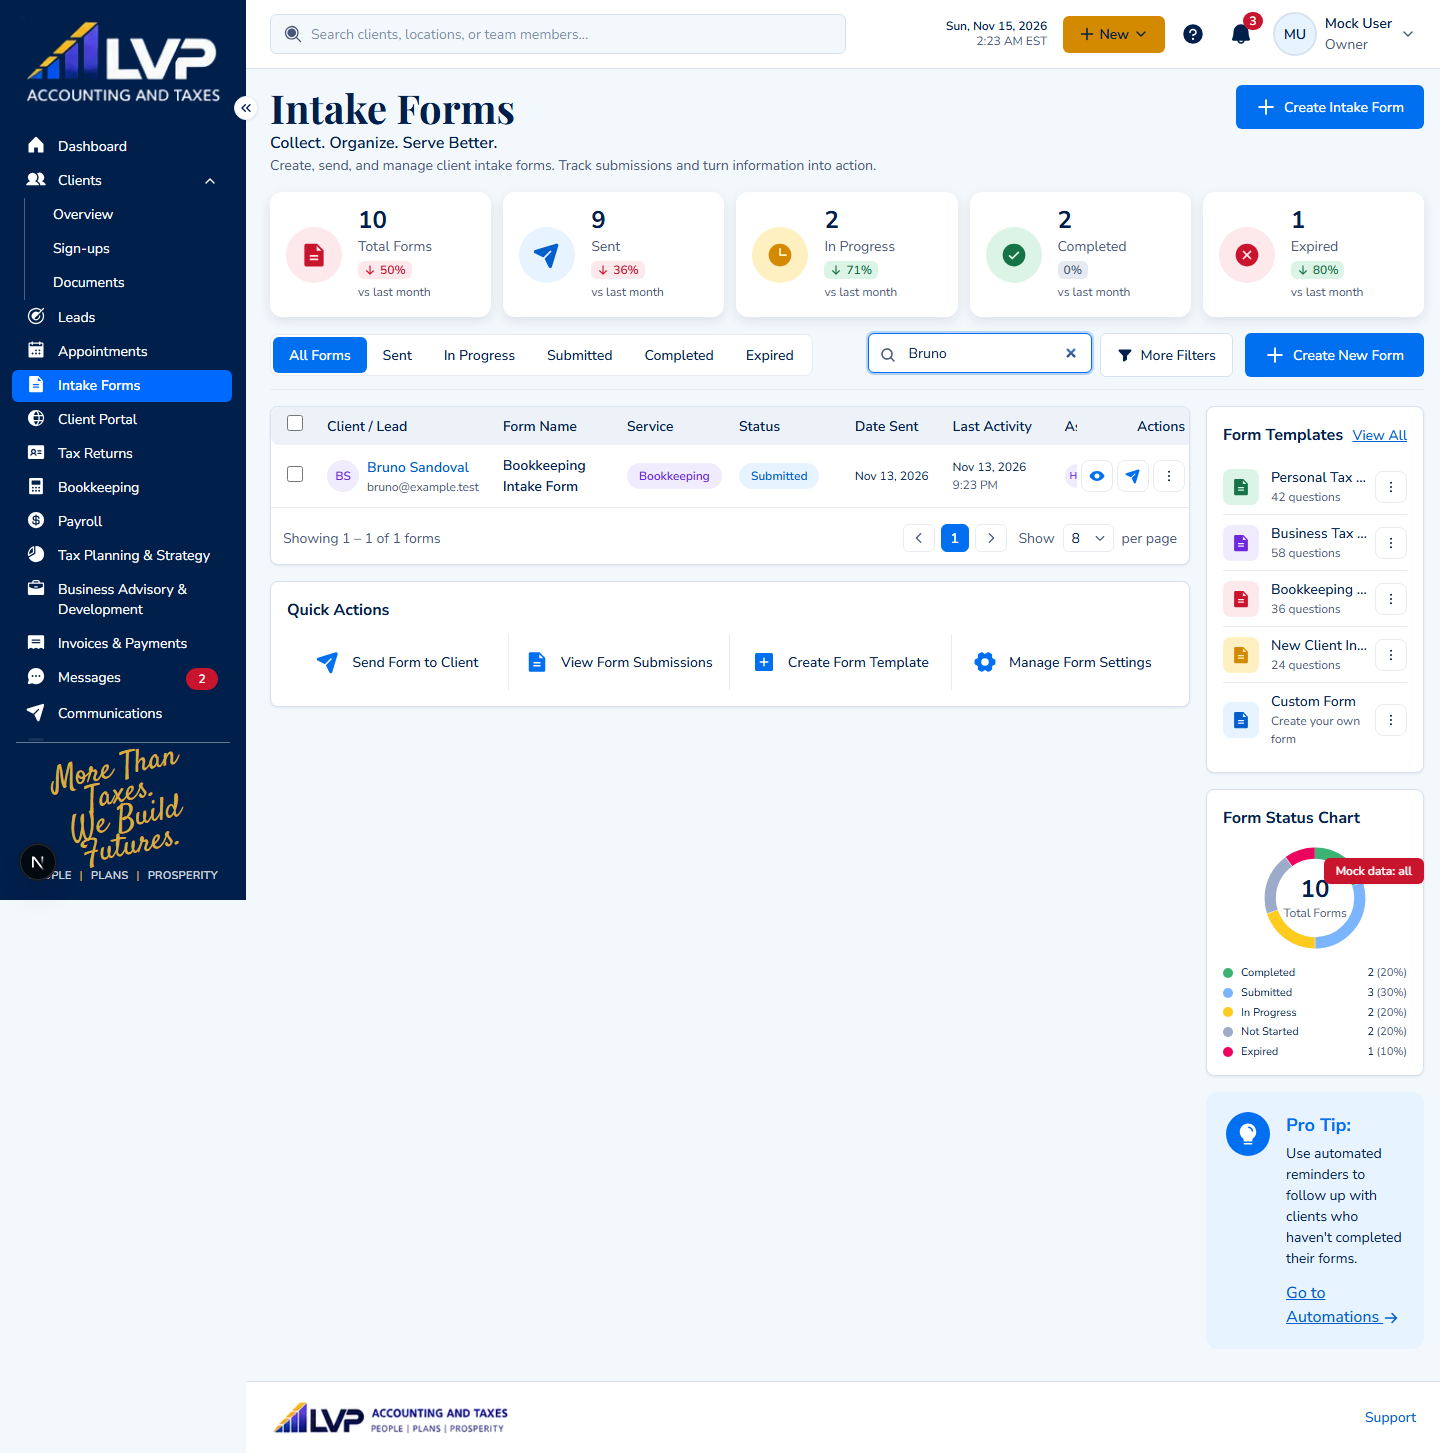 LVP
ACCOUNTING AND TAXES
Dashboard
Clients
Overview
Sign-ups
Documents
Leads
Appointments
Intake Forms
Client Portal
Tax Returns
Bookkeeping
Payroll
Tax Planning & Strategy
Business Advisory &
Development
Invoices & Payments
Messages 2
Communications
More Than
Taxes.
We Build
Futures.
PLE | PLANS | PROSPERITY
N
Search clients, locations, or team members...
Sun, Nov 15, 2026
2:23 AM EST
New
3
MU
Mock User
Owner
Intake Forms
Collect. Organize. Serve Better.
Create, send, and manage client intake forms. Track submissions and turn information into action.
Create Intake Form
10
Total Forms
↓ 50%
vs last month
9
Sent
↓ 36%
vs last month
2
In Progress
↓ 71%
vs last month
2
Completed
0%
vs last month
1
Expired
↓ 80%
vs last month
All Forms Sent In Progress Submitted Completed Expired
Bruno
More Filters
Create New Form
Client / Lead Form Name Service Status Date Sent Last Activity As Actions
BS
Bruno Sandoval
bruno@example.test
Bookkeeping
Intake Form
Bookkeeping
Submitted
Nov 13, 2026
Nov 13, 2026
9:23 PM
H
Showing 1 – 1 of 1 forms
1
Show 8 per page
Quick Actions
Send Form to Client
View Form Submissions
Create Form Template
Manage Form Settings
Form Templates View All
Personal Tax ...
42 questions
Business Tax ...
58 questions
Bookkeeping ...
36 questions
New Client In...
24 questions
Custom Form
Create your own
form
Form Status Chart
Mock data: all
10
Total Forms
Completed 2 (20%)
Submitted 3 (30%)
In Progress 2 (20%)
Not Started 2 (20%)
Expired 1 (10%)
Pro Tip:
Use automated
reminders to
follow up with
clients who
haven't completed
their forms.
Go to
Automations →
LVP ACCOUNTING AND TAXES
PEOPLE | PLANS | PROSPERITY
Support